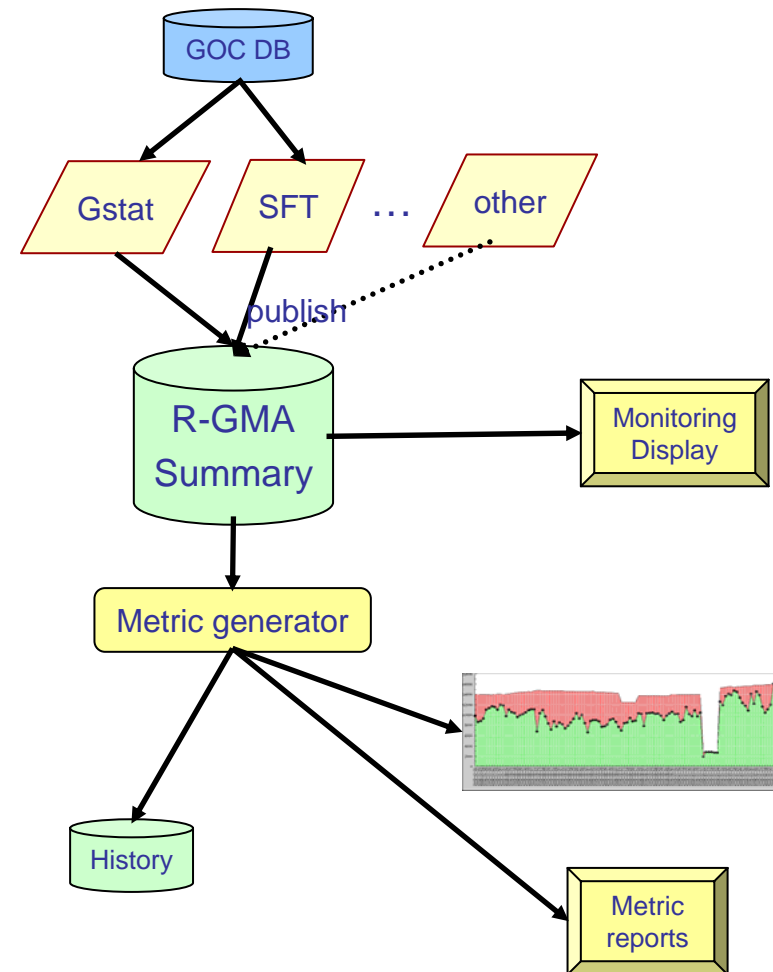 GOC DB
Gstat
SFT
...
other
publish
R-GMA
Summary
Monitoring
Display
Metric generator
History
Metric
reports